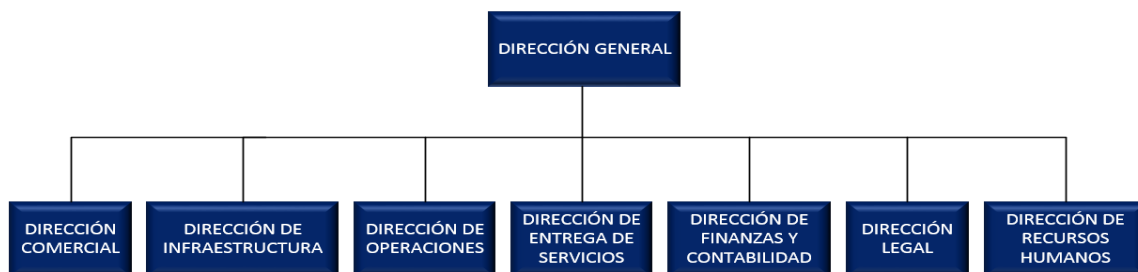 DIRECCIÓN GENERAL
DIRECCIÓN
COMERCIAL
DIRECCIÓN DE
INFRAESTRUCTURA
DIRECCIÓN DE
OPERACIONES
DIRECCIÓN DE
ENTREGA DE
SERVICIOS
DIRECCIÓN DE
FINANZAS Y
CONTABILIDAD
DIRECCIÓN
LEGAL
DIRECCIÓN DE
RECURSOS
HUMANOS